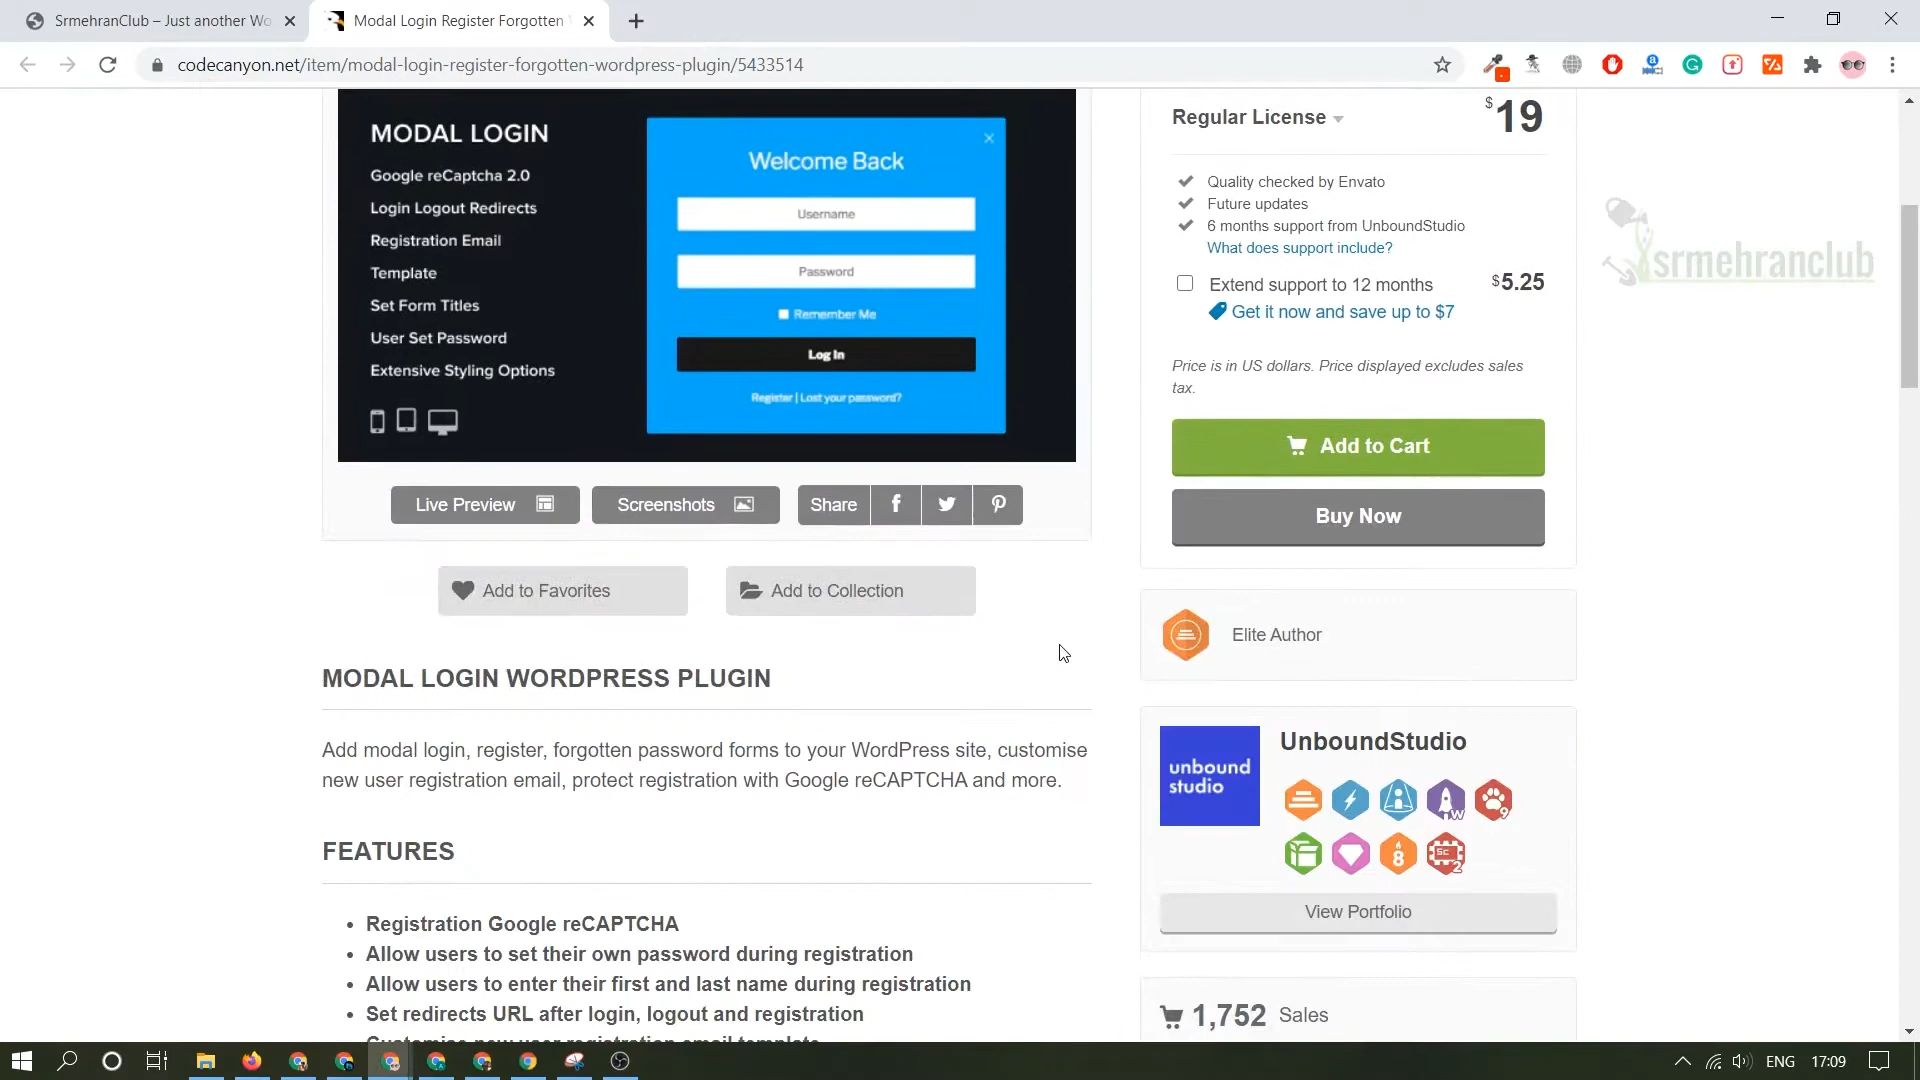 SrmehranClub – Just another Wo
Modal Login Register Forgotten
codecanyon.net/item/modal-login-register-forgotten-wordpress-plugin/5433514
MODAL LOGIN
Google reCaptcha 2.0
Login Logout Redirects
Registration Email
Template
Set Form Titles
User Set Password
Extensive Styling Options
Welcome Back
Username
Password
Remember Me
Log In
Register | Lost your password?
Live Preview
Screenshots
Share
Add to Favorites
Add to Collection
MODAL LOGIN WORDPRESS PLUGIN
Add modal login, register, forgotten password forms to your WordPress site, customise
new user registration email, protect registration with Google reCAPTCHA and more.
FEATURES
• Registration Google reCAPTCHA
• Allow users to set their own password during registration
• Allow users to enter their first and last name during registration
• Set redirects URL after login, logout and registration
Customise new user registration email template
Regular License
$19
Quality checked by Envato
Future updates
6 months support from UnboundStudio
What does support include?
Extend support to 12 months
$5.25
Get it now and save up to $7
Price is in US dollars. Price displayed excludes sales
tax.
Add to Cart
Buy Now
Elite Author
unbound
studio
UnboundStudio
W
9
8
Sc
2
View Portfolio
1,752 Sales
srmehranclub
ENG
17:09